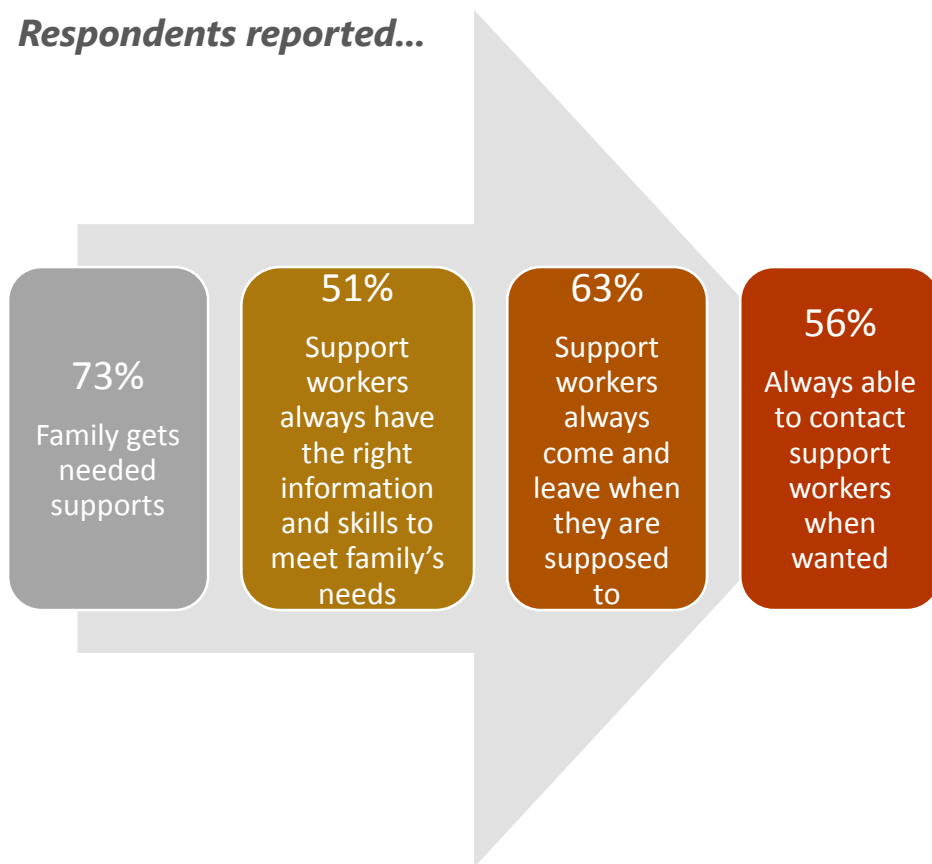 Respondents reported...
73%
Family gets
needed
supports
51%
Support
workers
always have
the right
information
and skills to
meet family’s
needs
63%
Support
workers
always
come and
leave when
they are
supposed
to
56%
Always able
to contact
support
workers
when
wanted